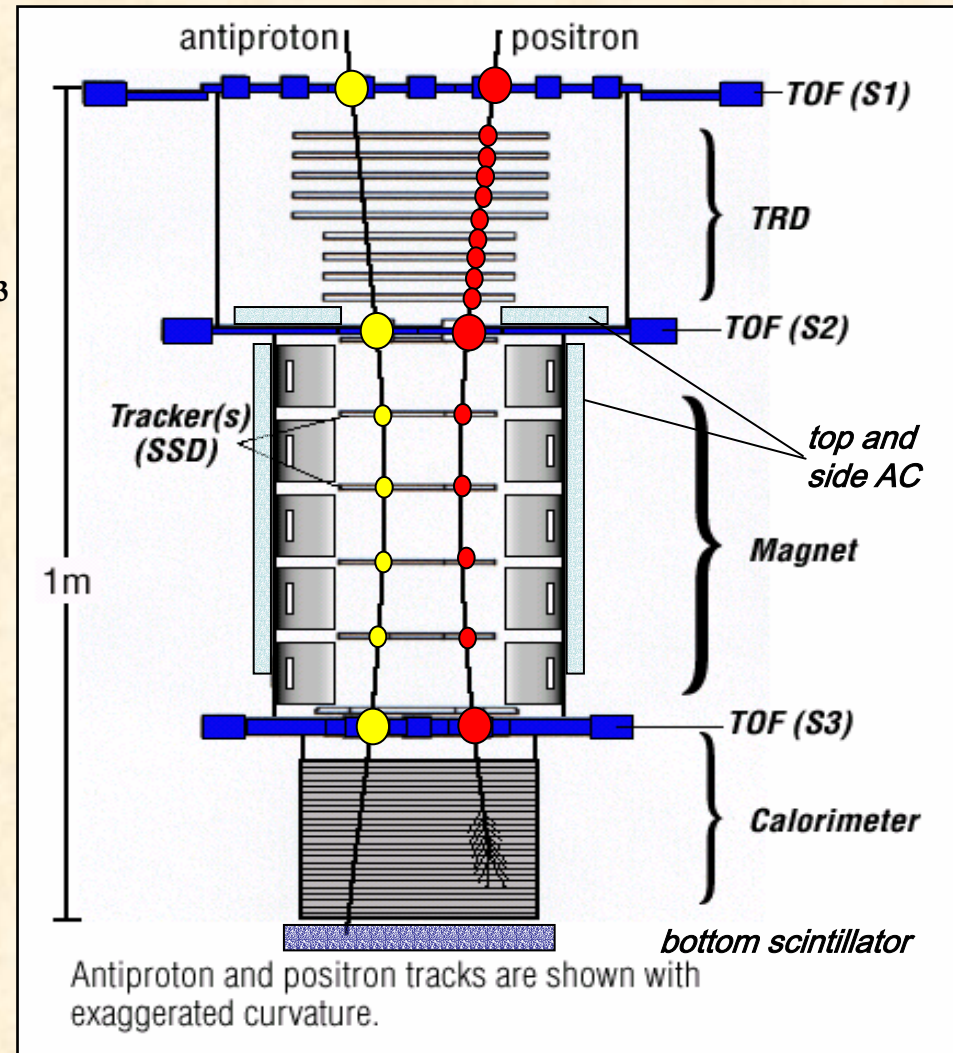 antiproton
positron
TOF (S1)
TRD
3
TOF (S2)
Tracker(s)
(SSD)
top and
side AC
Magnet
1m
TOF (S3)
Calorimeter
bottom scintillator
Antiproton and positron tracks are shown with
exaggerated curvature.